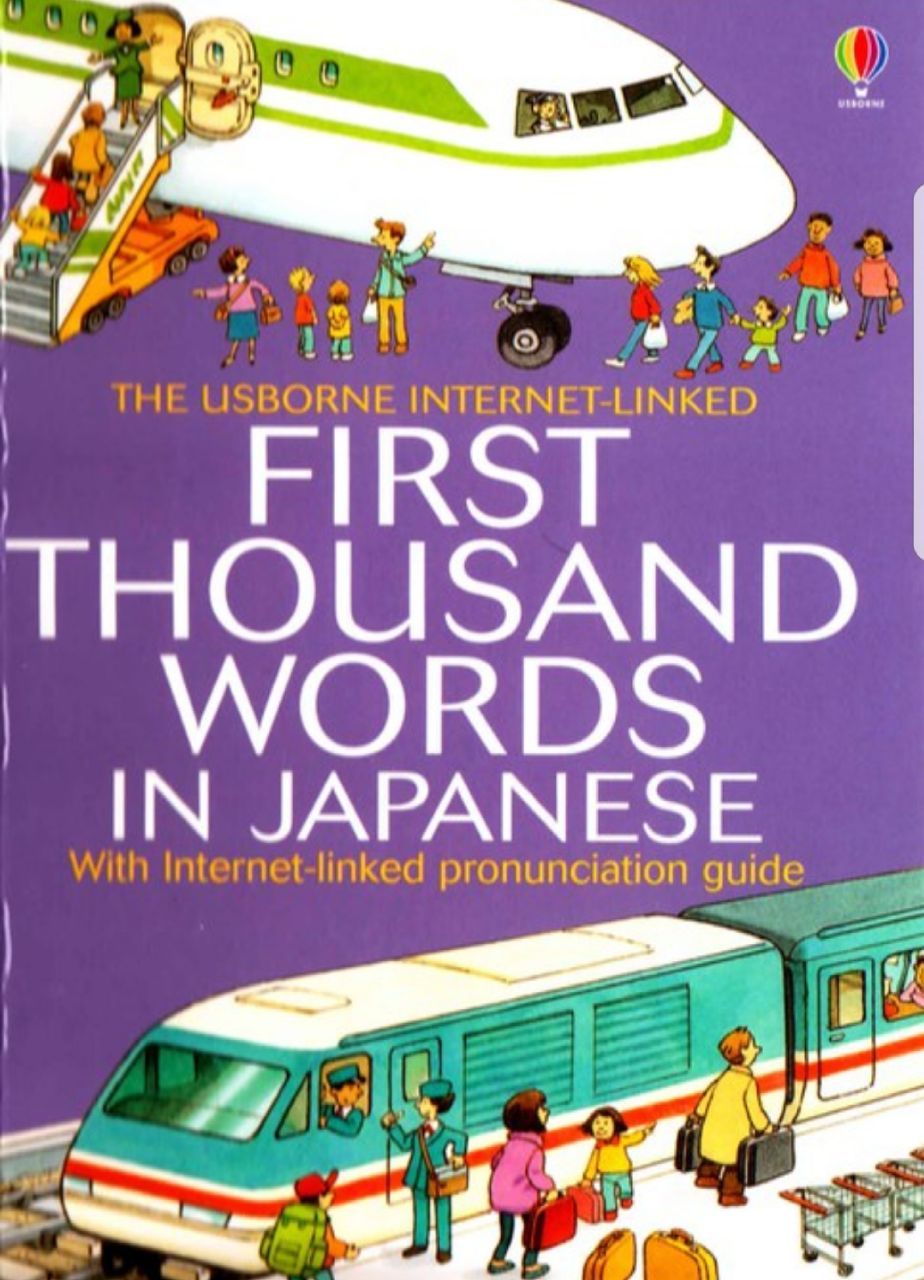 USBORNE
THE USBORNE INTERNET-LINKED
FIRST
THOUSAND
WORDS
IN JAPANESE
With Internet-linked pronunciation guide